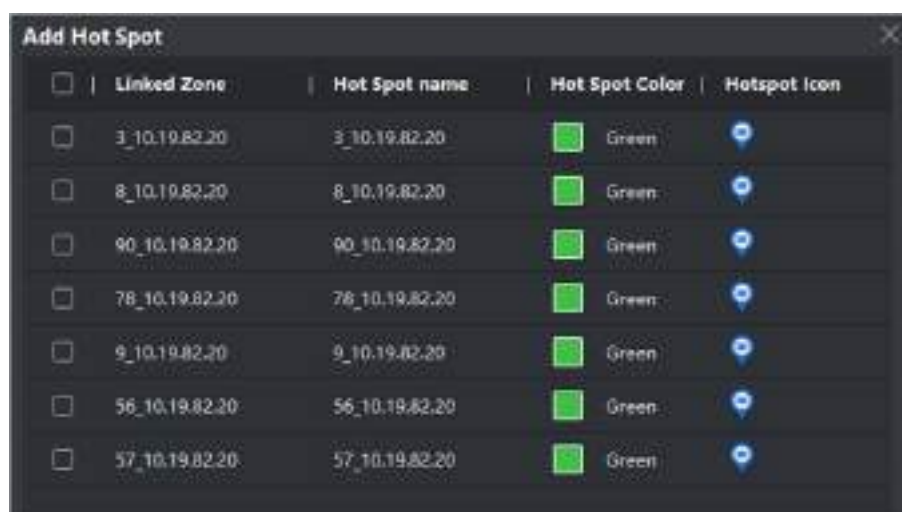 Add Hot Spot
Linked Zone | Hot Spot name | Hot Spot Color | Hotspot Icon
3_10.19.82.20 3_10.19.82.20 Green
8_10.19.82.20 8_10.19.82.20 Green
90_10.19.82.20 90_10.19.82.20 Green
78_10.19.82.20 78_10.19.82.20 Green
9_10.19.82.20 9_10.19.82.20 Green
56_10.19.82.20 56_10.19.82.20 Green
57_10.19.82.20 57_10.19.82.20 Green